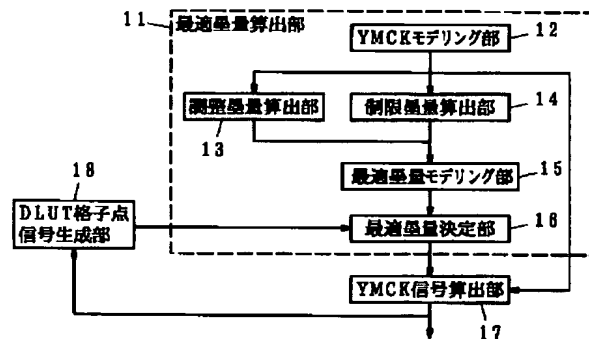 11
最適墨量算出部
YMCKモデリング部
12
調整墨量算出部
13
制限墨量算出部
14
最適墨量モデリング部
15
18
DLUT格子点
信号生成部
最適墨量決定部
16
YMCK信号算出部
17